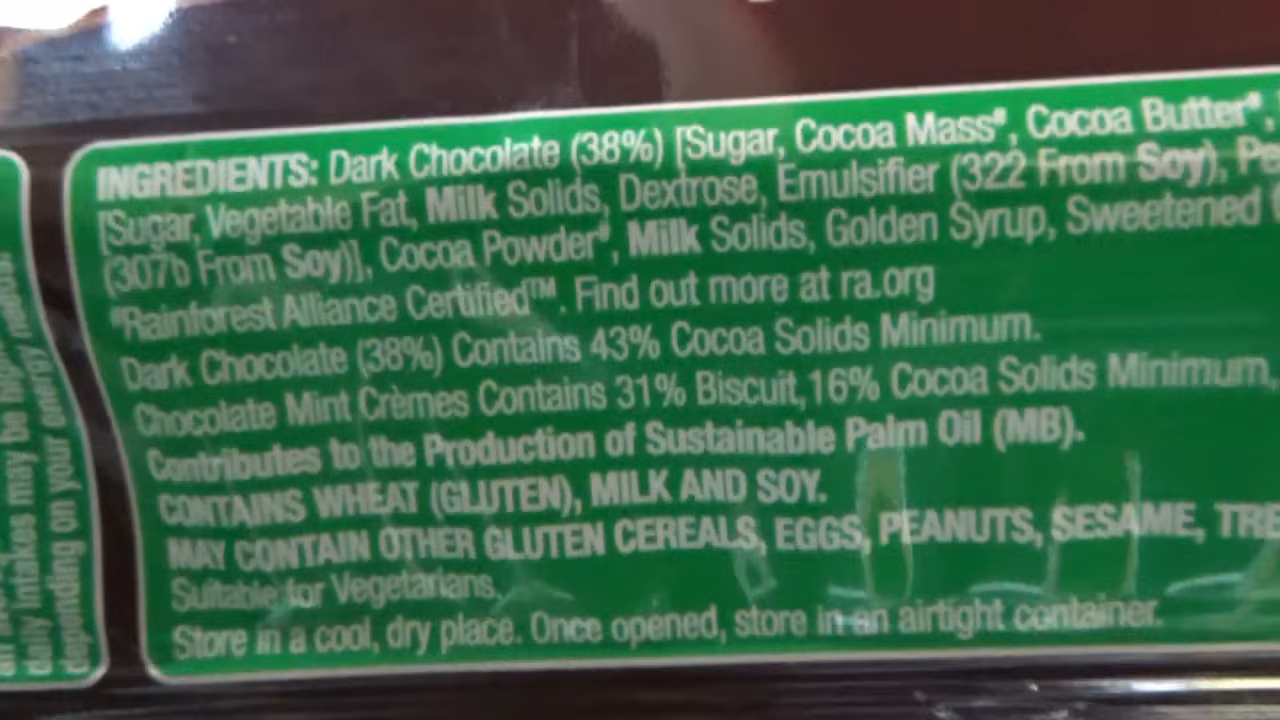 INGREDIENTS: Dark Chocolate (38%) [Sugar, Cocoa Mass#, Cocoa Butter#,
[Sugar, Vegetable Fat, Milk Solids, Dextrose, Emulsifier (322 From Soy), Pe
(307b From Soy)], Cocoa Powder#, Milk Solids, Golden Syrup, Sweetened
#Rainforest Alliance Certified™. Find out more at ra.org
Dark Chocolate (38%) Contains 43% Cocoa Solids Minimum.
Chocolate Mint Crèmes Contains 31% Biscuit, 16% Cocoa Solids Minimum,
Contributes to the Production of Sustainable Palm Oil (MB).
CONTAINS WHEAT (GLUTEN), MILK AND SOY.
MAY CONTAIN OTHER GLUTEN CEREALS, EGGS, PEANUTS, SESAME, TRE
Suitable for Vegetarians.
Store in a cool, dry place. Once opened, store in an airtight container.
daily intakes may be
depending on your energy